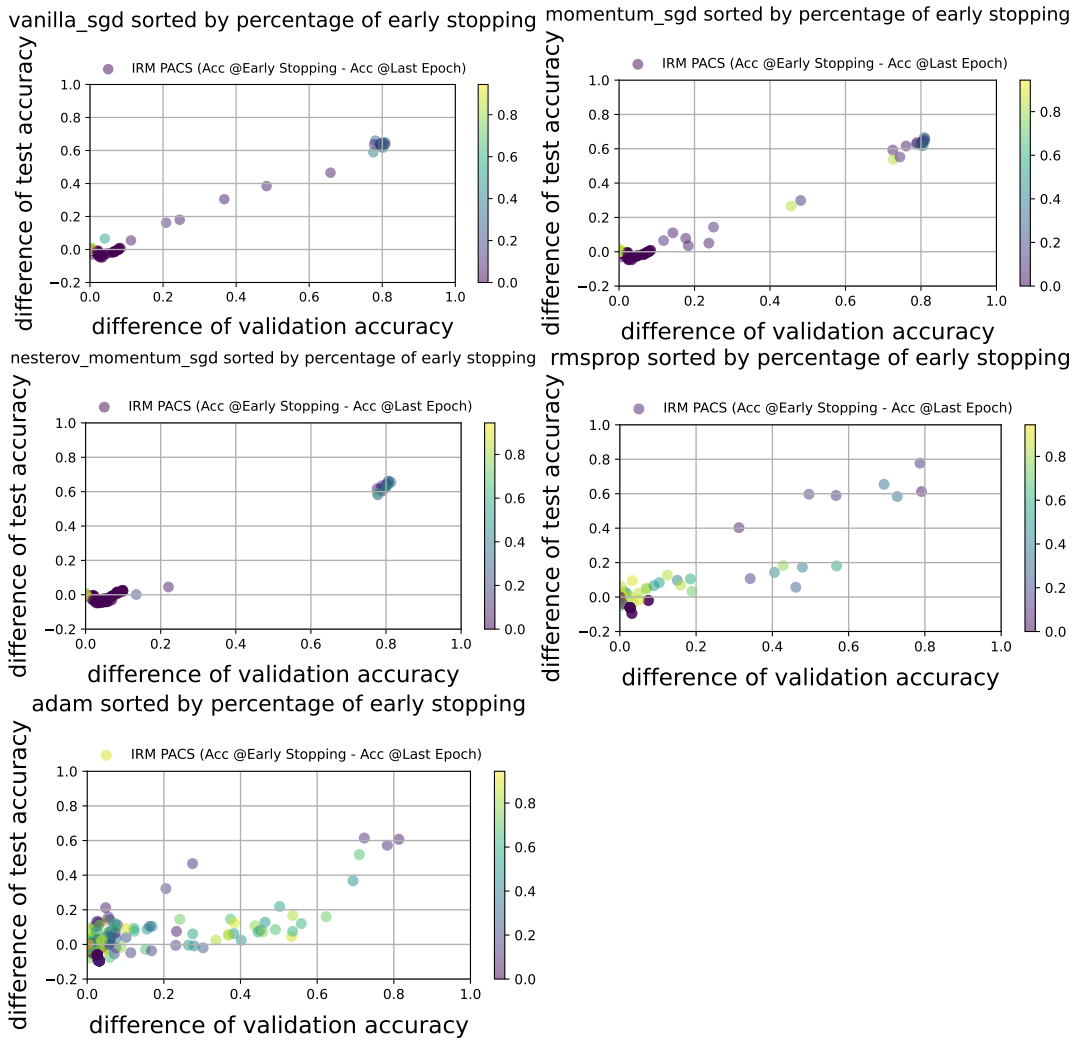 vanilla_sgd sorted by percentage of early stopping
IRM PACS (Acc @Early Stopping - Acc @Last Epoch)
difference of test accuracy
1.0
0.8
0.6
0.4
0.2
0.0
−0.2
0.0 0.2 0.4 0.6 0.8 1.0
difference of validation accuracy
0.8
0.6
0.4
0.2
0.0
momentum_sgd sorted by percentage of early stopping
IRM PACS (Acc @Early Stopping - Acc @Last Epoch)
difference of test accuracy
1.0
0.8
0.6
0.4
0.2
0.0
−0.2
0.0 0.2 0.4 0.6 0.8 1.0
difference of validation accuracy
0.8
0.6
0.4
0.2
0.0
nesterov_momentum_sgd sorted by percentage of early stopping
IRM PACS (Acc @Early Stopping - Acc @Last Epoch)
difference of test accuracy
1.0
0.8
0.6
0.4
0.2
0.0
−0.2
0.0 0.2 0.4 0.6 0.8 1.0
difference of validation accuracy
0.8
0.6
0.4
0.2
0.0
rmsprop sorted by percentage of early stopping
IRM PACS (Acc @Early Stopping - Acc @Last Epoch)
difference of test accuracy
1.0
0.8
0.6
0.4
0.2
0.0
−0.2
0.0 0.2 0.4 0.6 0.8 1.0
difference of validation accuracy
0.8
0.6
0.4
0.2
0.0
adam sorted by percentage of early stopping
IRM PACS (Acc @Early Stopping - Acc @Last Epoch)
difference of test accuracy
1.0
0.8
0.6
0.4
0.2
0.0
−0.2
0.0 0.2 0.4 0.6 0.8 1.0
difference of validation accuracy
0.8
0.6
0.4
0.2
0.0